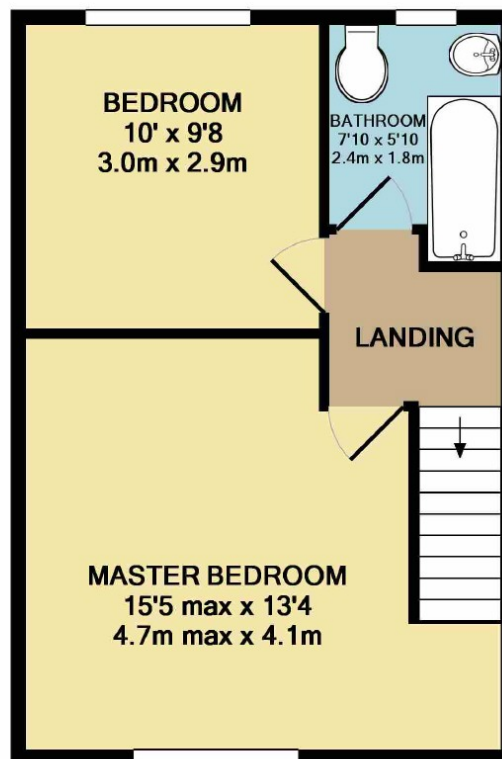 BEDROOM
10' x 9'8
3.0m x 2.9m
BATHROOM
7'10 x 5'10
2.4m x 1.8m
LANDING
MASTER BEDROOM
15'5 max x 13'4
4.7m max x 4.1m